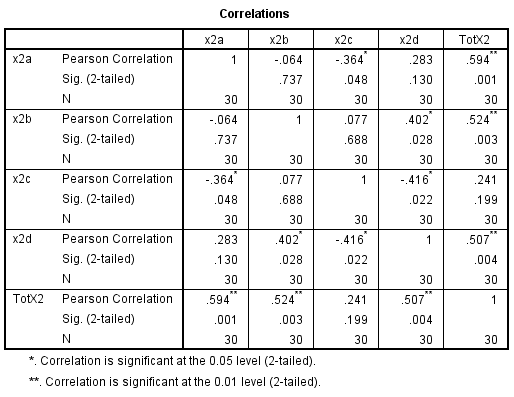 Correlations
x2a x2b x2c x2d TotX2
x2a Pearson Correlation 1 -.064 -.364* .283 .594**
Sig. (2-tailed) .737 .048 .130 .001
N 30 30 30 30 30
x2b Pearson Correlation -.064 1 .077 .402* .524**
Sig. (2-tailed) .737 .688 .028 .003
N 30 30 30 30 30
x2c Pearson Correlation -.364* .077 1 -.416* .241
Sig. (2-tailed) .048 .688 .022 .199
N 30 30 30 30 30
x2d Pearson Correlation .283 .402* -.416* 1 .507**
Sig. (2-tailed) .130 .028 .022 .004
N 30 30 30 30 30
TotX2 Pearson Correlation .594** .524** .241 .507** 1
Sig. (2-tailed) .001 .003 .199 .004
N 30 30 30 30 30
*. Correlation is significant at the 0.05 level (2-tailed).
**. Correlation is significant at the 0.01 level (2-tailed).